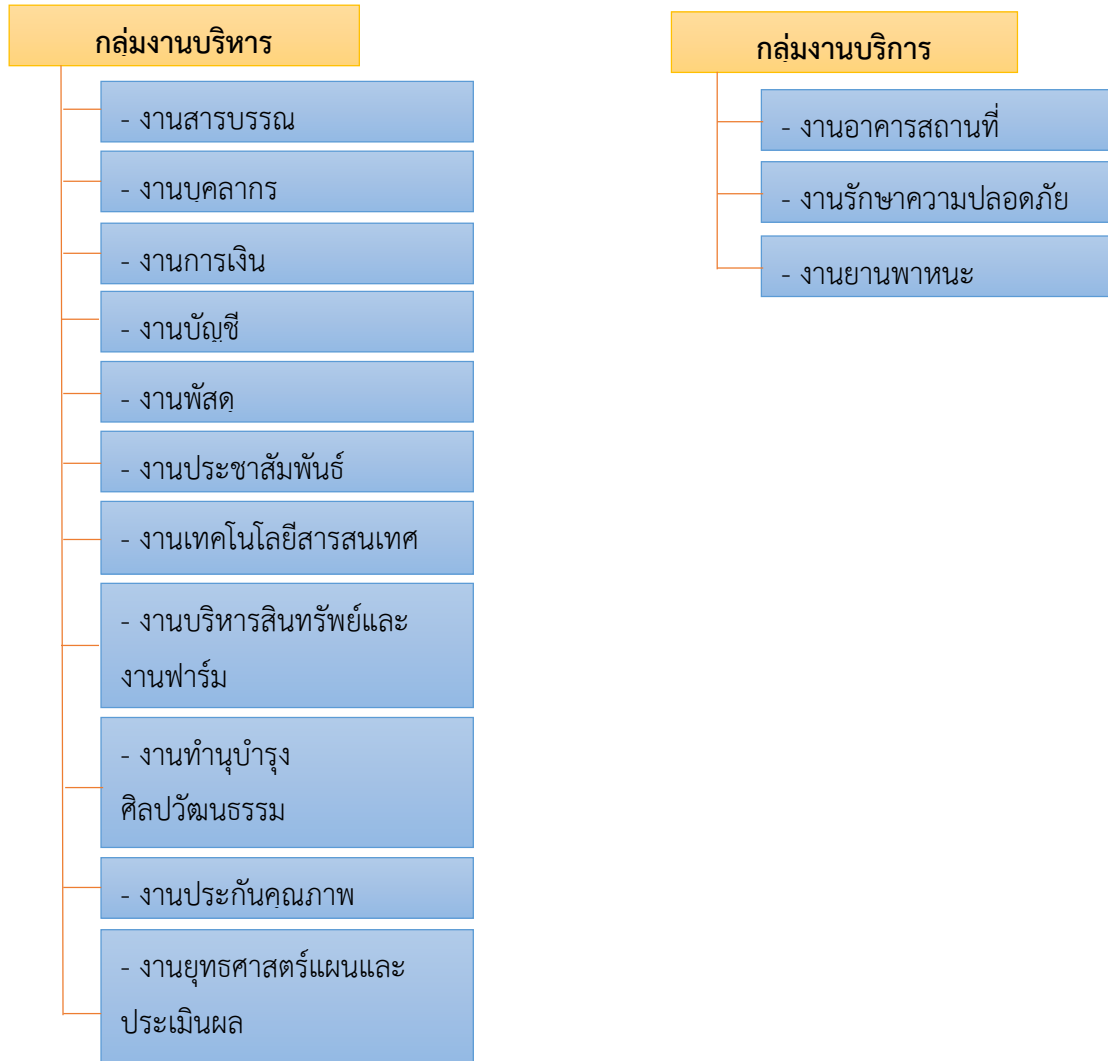 กลุ่มงานบริหาร
- งานสารบรรณ
- งานบุคลากร
- งานการเงิน
- งานบัญชี
- งานพัสดุ
- งานประชาสัมพันธ์
- งานเทคโนโลยีสารสนเทศ
- งานบริหารสินทรัพย์และ
งานฟาร์ม
- งานทำนุบำรุง
ศิลปวัฒนธรรม
- งานประกันคุณภาพ
- งานยุทธศาสตร์แผนและ
ประเมินผล
กลุ่มงานบริการ
- งานอาคารสถานที่
- งานรักษาความปลอดภัย
- งานยานพาหนะ